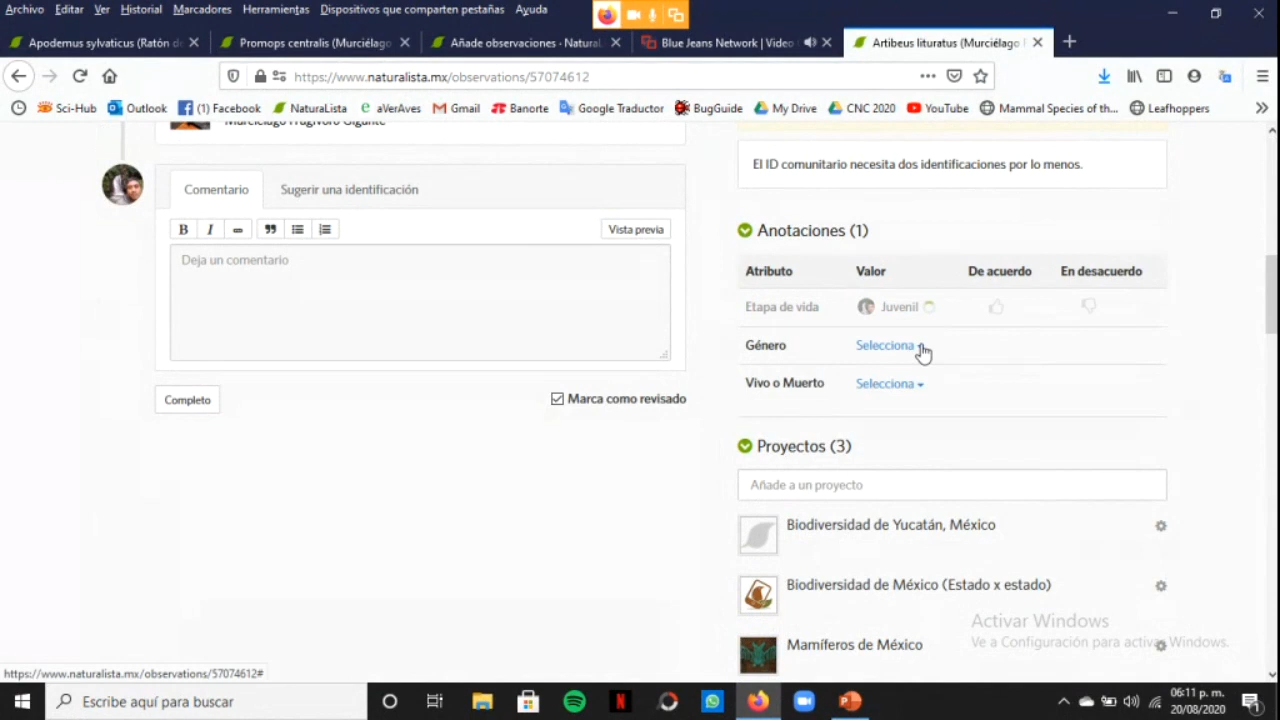 Archivo Editar Ver Historial Marcadores Herramientas Dispositivos que comparten pestañas Ayuda
Apodemus sylvaticus (Ratón d
Promops centralis (Murciélago
Añade observaciones · Natural
Blue Jeans Network | Video
Artibeus lituratus (Murciélago
https://www.naturalista.mx/observations/57074612
Sci-Hub Outlook (1) Facebook NaturaLista aVerAves Gmail Banorte Google Traductor BugGuide My Drive CNC 2020 YouTube Mammal Species of th... Leafhoppers
Murciélago Frugívoro Gigante
Comentario Sugerir una identificación
B I Vista previa
Deja un comentario
Completo
Marca como revisado
El ID comunitario necesita dos identificaciones por lo menos.
Anotaciones (1)
Atributo Valor De acuerdo En desacuerdo
Etapa de vida Juvenil
Género Selecciona
Vivo o Muerto Selecciona
Proyectos (3)
Añade a un proyecto
Biodiversidad de Yucatán, México
Biodiversidad de México (Estado x estado)
Mamíferos de México
Activar Windows
Ve a Configuración para activar Windows.
https://www.naturalista.mx/observations/57074612#
Escribe aquí para buscar
06:11 p. m.
20/08/2020